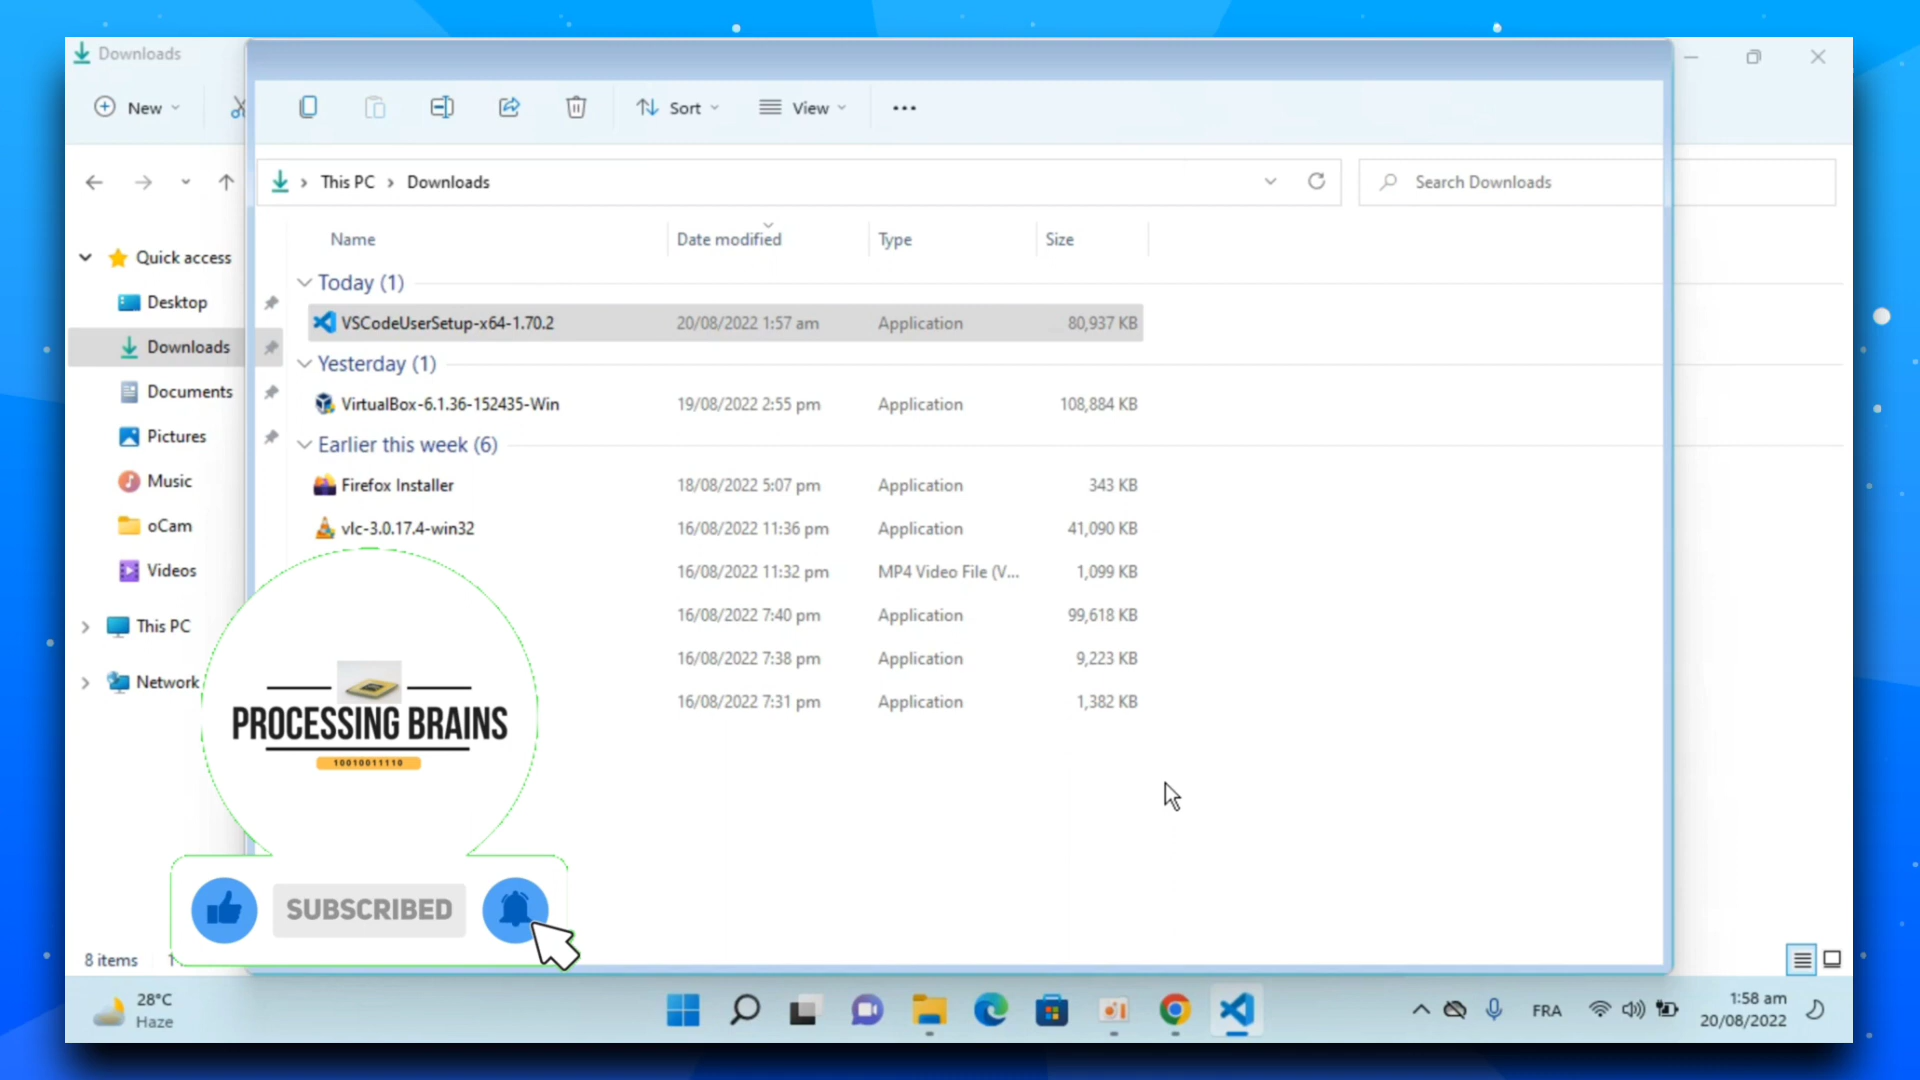 Downloads
New
Sort
View
This PC
Downloads
Search Downloads
Name
Date modified
Type
Size
Quick access
Desktop
Downloads
Documents
Pictures
Music
oCam
Videos
This PC
Network
Today (1)
VSCodeUserSetup-x64-1.70.2 20/08/2022 1:57 am Application 80,937 KB
Yesterday (1)
VirtualBox-6.1.36-152435-Win 19/08/2022 2:55 pm Application 108,884 KB
Earlier this week (6)
Firefox Installer 18/08/2022 5:07 pm Application 343 KB
vlc-3.0.17.4-win32 16/08/2022 11:36 pm Application 41,090 KB
16/08/2022 11:32 pm MP4 Video File (V... 1,099 KB
16/08/2022 7:40 pm Application 99,618 KB
16/08/2022 7:38 pm Application 9,223 KB
16/08/2022 7:31 pm Application 1,382 KB
PROCESSING BRAINS
10010011110
SUBSCRIBED
8 items
28°C
Haze
FRA
1:58 am
20/08/2022